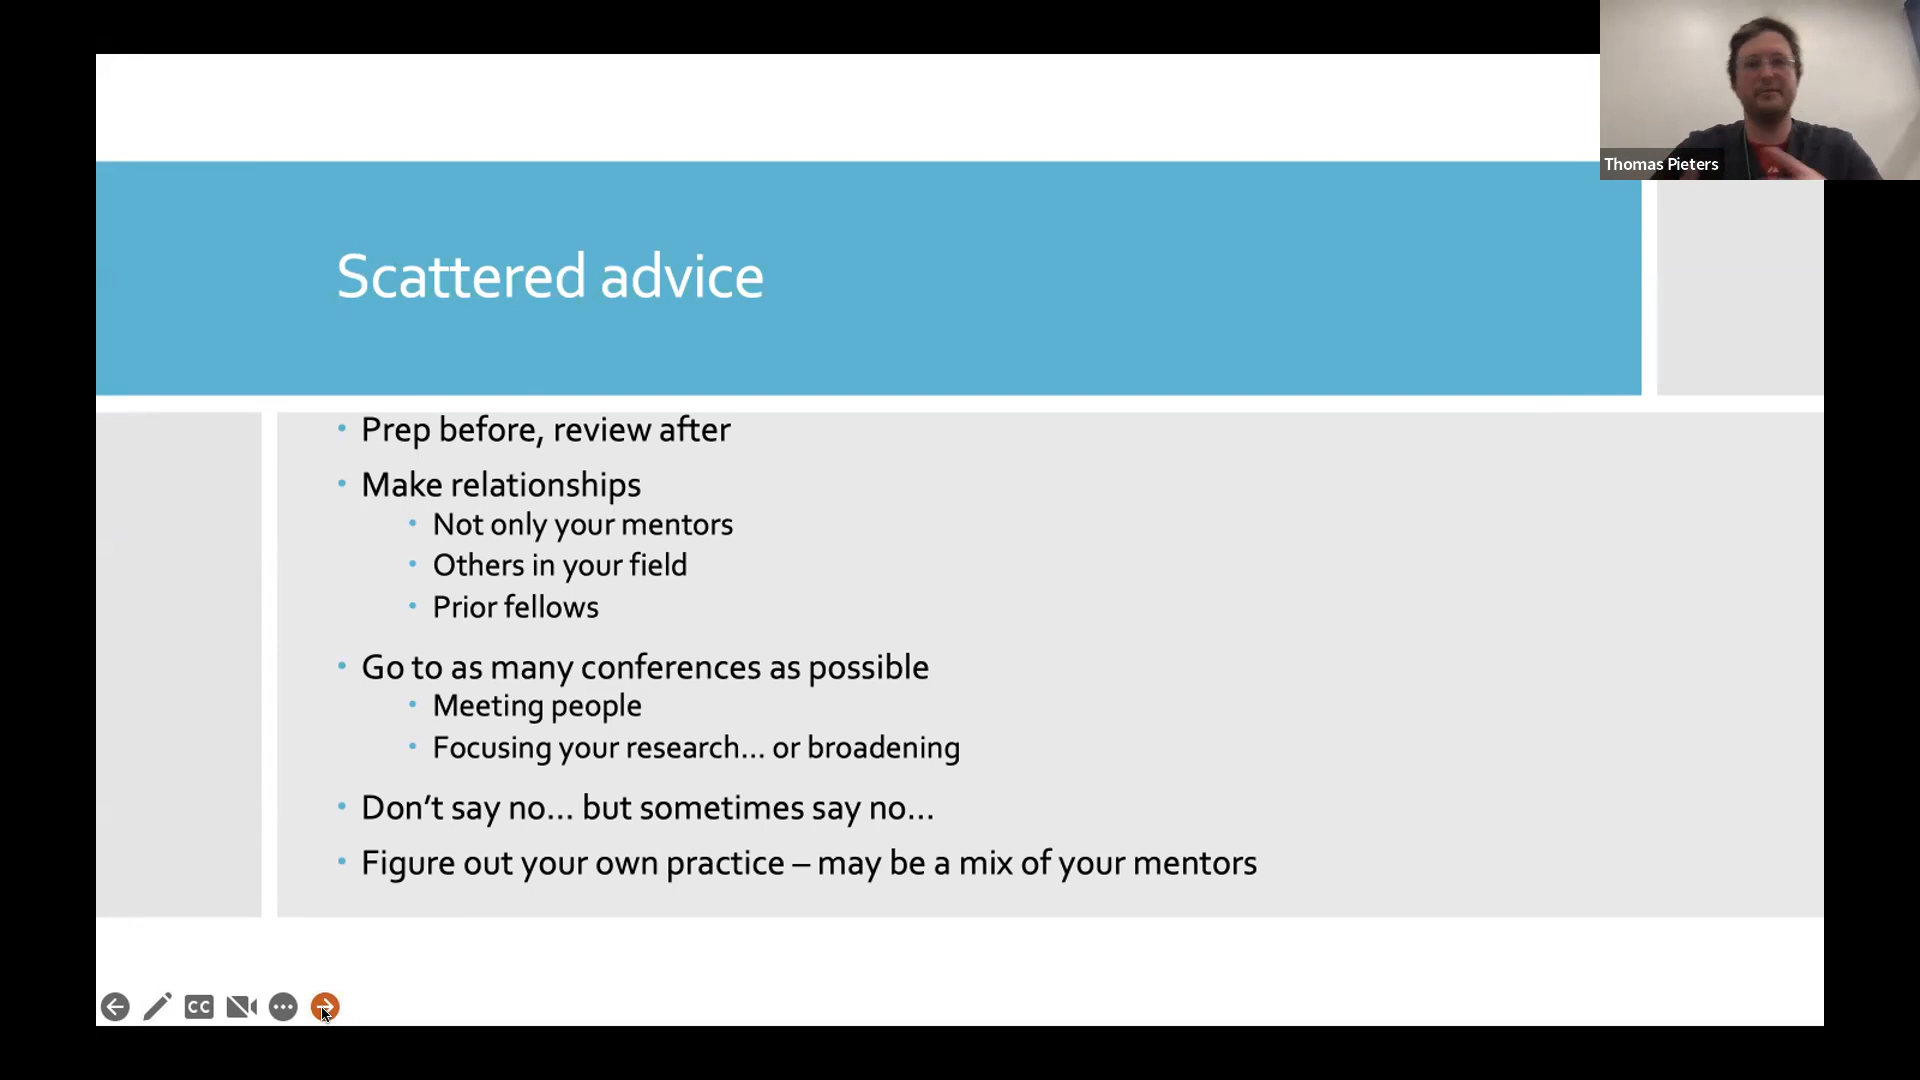 Thomas Pieters
Scattered advice
• Prep before, review after
• Make relationships
• Not only your mentors
• Others in your field
• Prior fellows
• Go to as many conferences as possible
• Meeting people
• Focusing your research... or broadening
• Don’t say no... but sometimes say no...
• Figure out your own practice – may be a mix of your mentors
CC